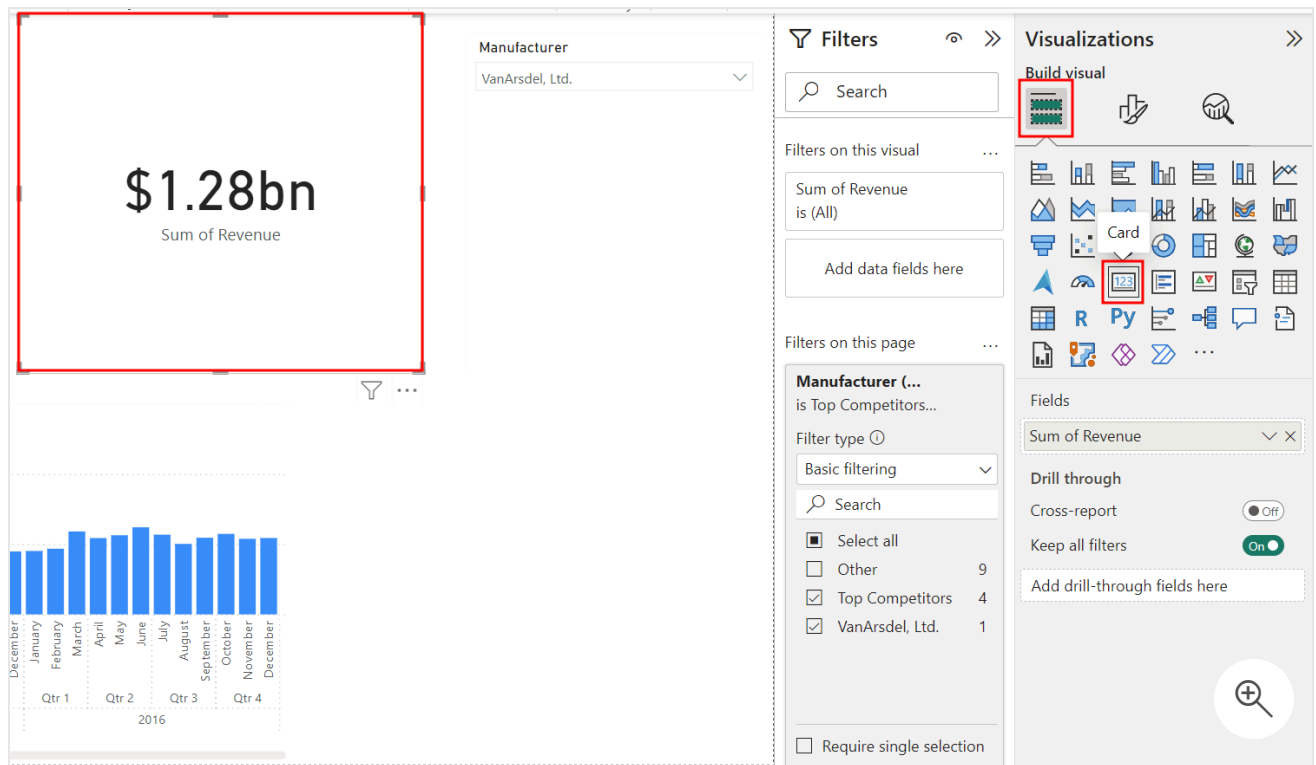 $1.28bn
Sum of Revenue
Manufacturer
VanArsdel, Ltd.
December
January
February
March
April
May
June
July
August
September
October
November
December
Qtr 1
Qtr 2
Qtr 3
Qtr 4
2016
Filters
Search
Filters on this visual
...
Sum of Revenue
is (All)
Add data fields here
Filters on this page
...
Manufacturer (...
is Top Competitors...
Filter type
Basic filtering
Search
Select all
Other 9
Top Competitors 4
VanArsdel, Ltd. 1
Require single selection
Visualizations
Build visual
Card
123
R
Py
...
Fields
Sum of Revenue
Drill through
Cross-report Off
Keep all filters On
Add drill-through fields here